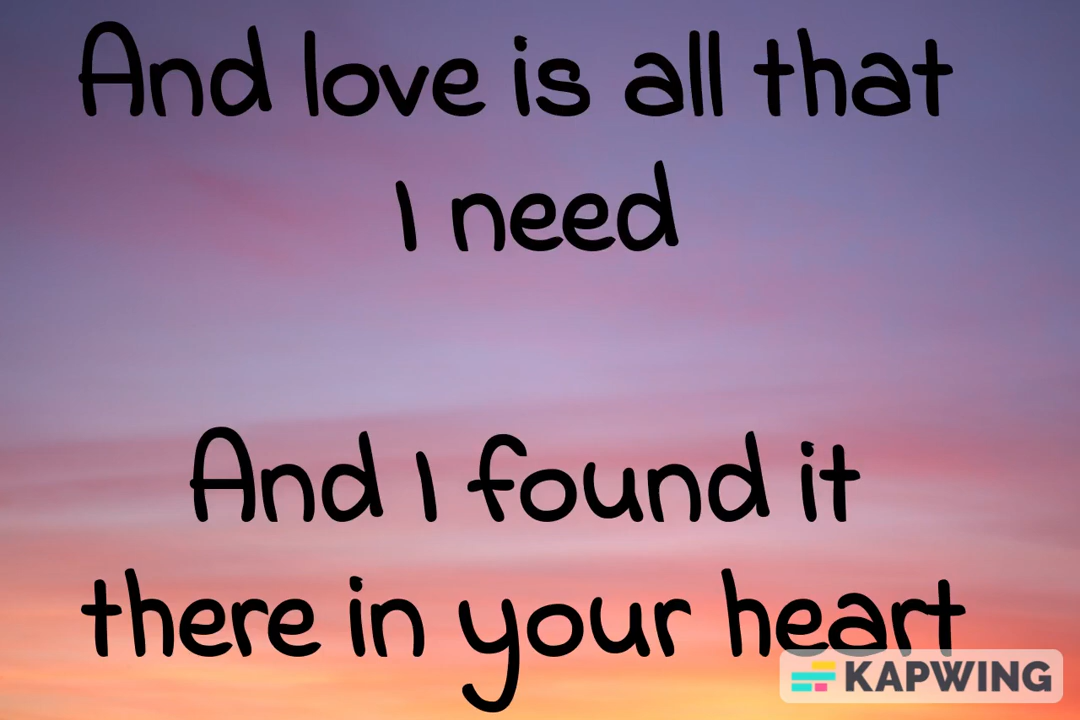 And love is all that
I need
And I found it
there in your heart
KAPWING